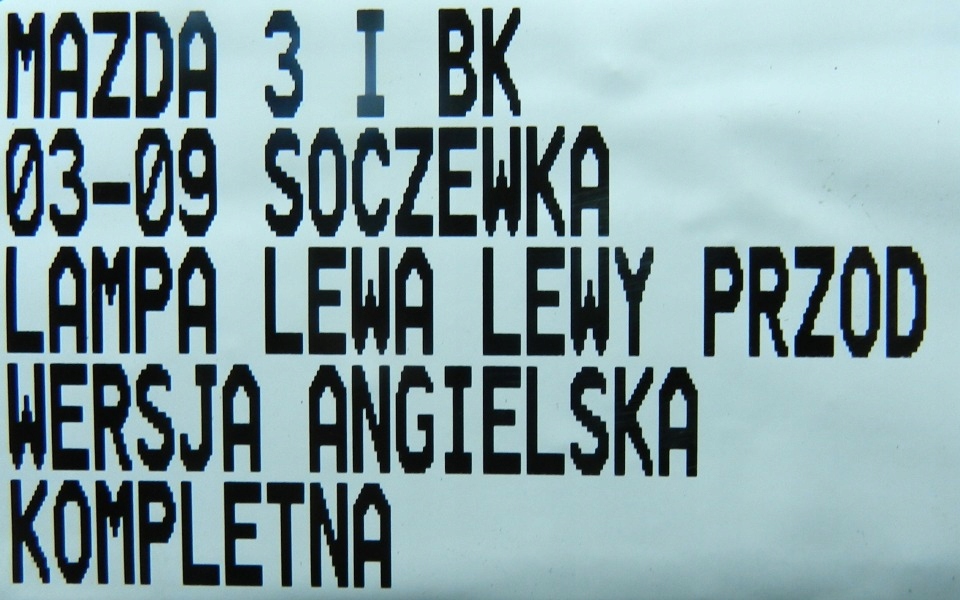 MAZDA 3 I BK
03-09 SOCZEWKA
LAMPA LEWA LEWY PRZOD
WERSJA ANGIELSKA
KOMPLETNA